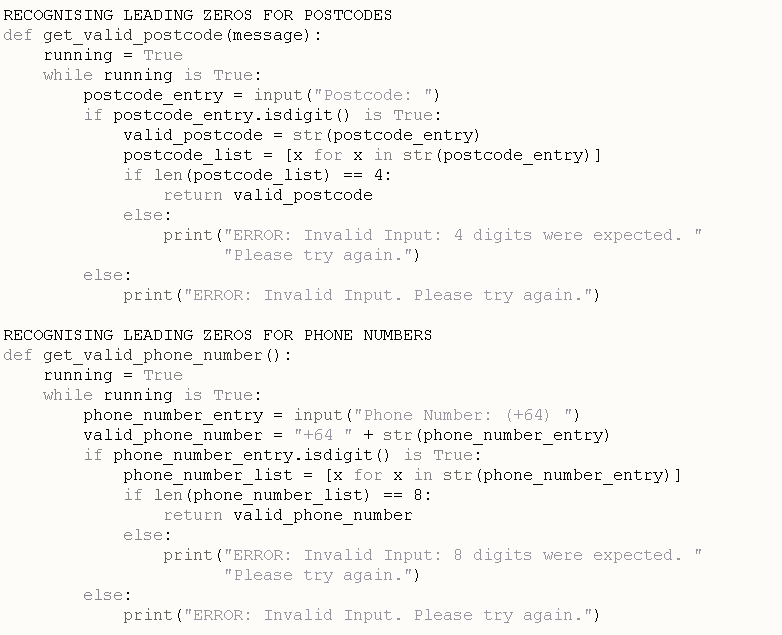 RECOGNISING LEADING ZEROS FOR POSTCODES
def get_valid_postcode(message):
    running = True
    while running is True:
        postcode_entry = input("Postcode: ")
        if postcode_entry.isdigit() is True:
            valid_postcode = str(postcode_entry)
            postcode_list = [x for x in str(postcode_entry)]
            if len(postcode_list) == 4:
                return valid_postcode
            else:
                print("ERROR: Invalid Input: 4 digits were expected. "
                      "Please try again.")
        else:
            print("ERROR: Invalid Input. Please try again.")

RECOGNISING LEADING ZEROS FOR PHONE NUMBERS
def get_valid_phone_number():
    running = True
    while running is True:
        phone_number_entry = input("Phone Number: (+64) ")
        valid_phone_number = "+64 " + str(phone_number_entry)
        if phone_number_entry.isdigit() is True:
            phone_number_list = [x for x in str(phone_number_entry)]
            if len(phone_number_list) == 8:
                return valid_phone_number
            else:
                print("ERROR: Invalid Input: 8 digits were expected. "
                      "Please try again.")
        else:
            print("ERROR: Invalid Input. Please try again.")